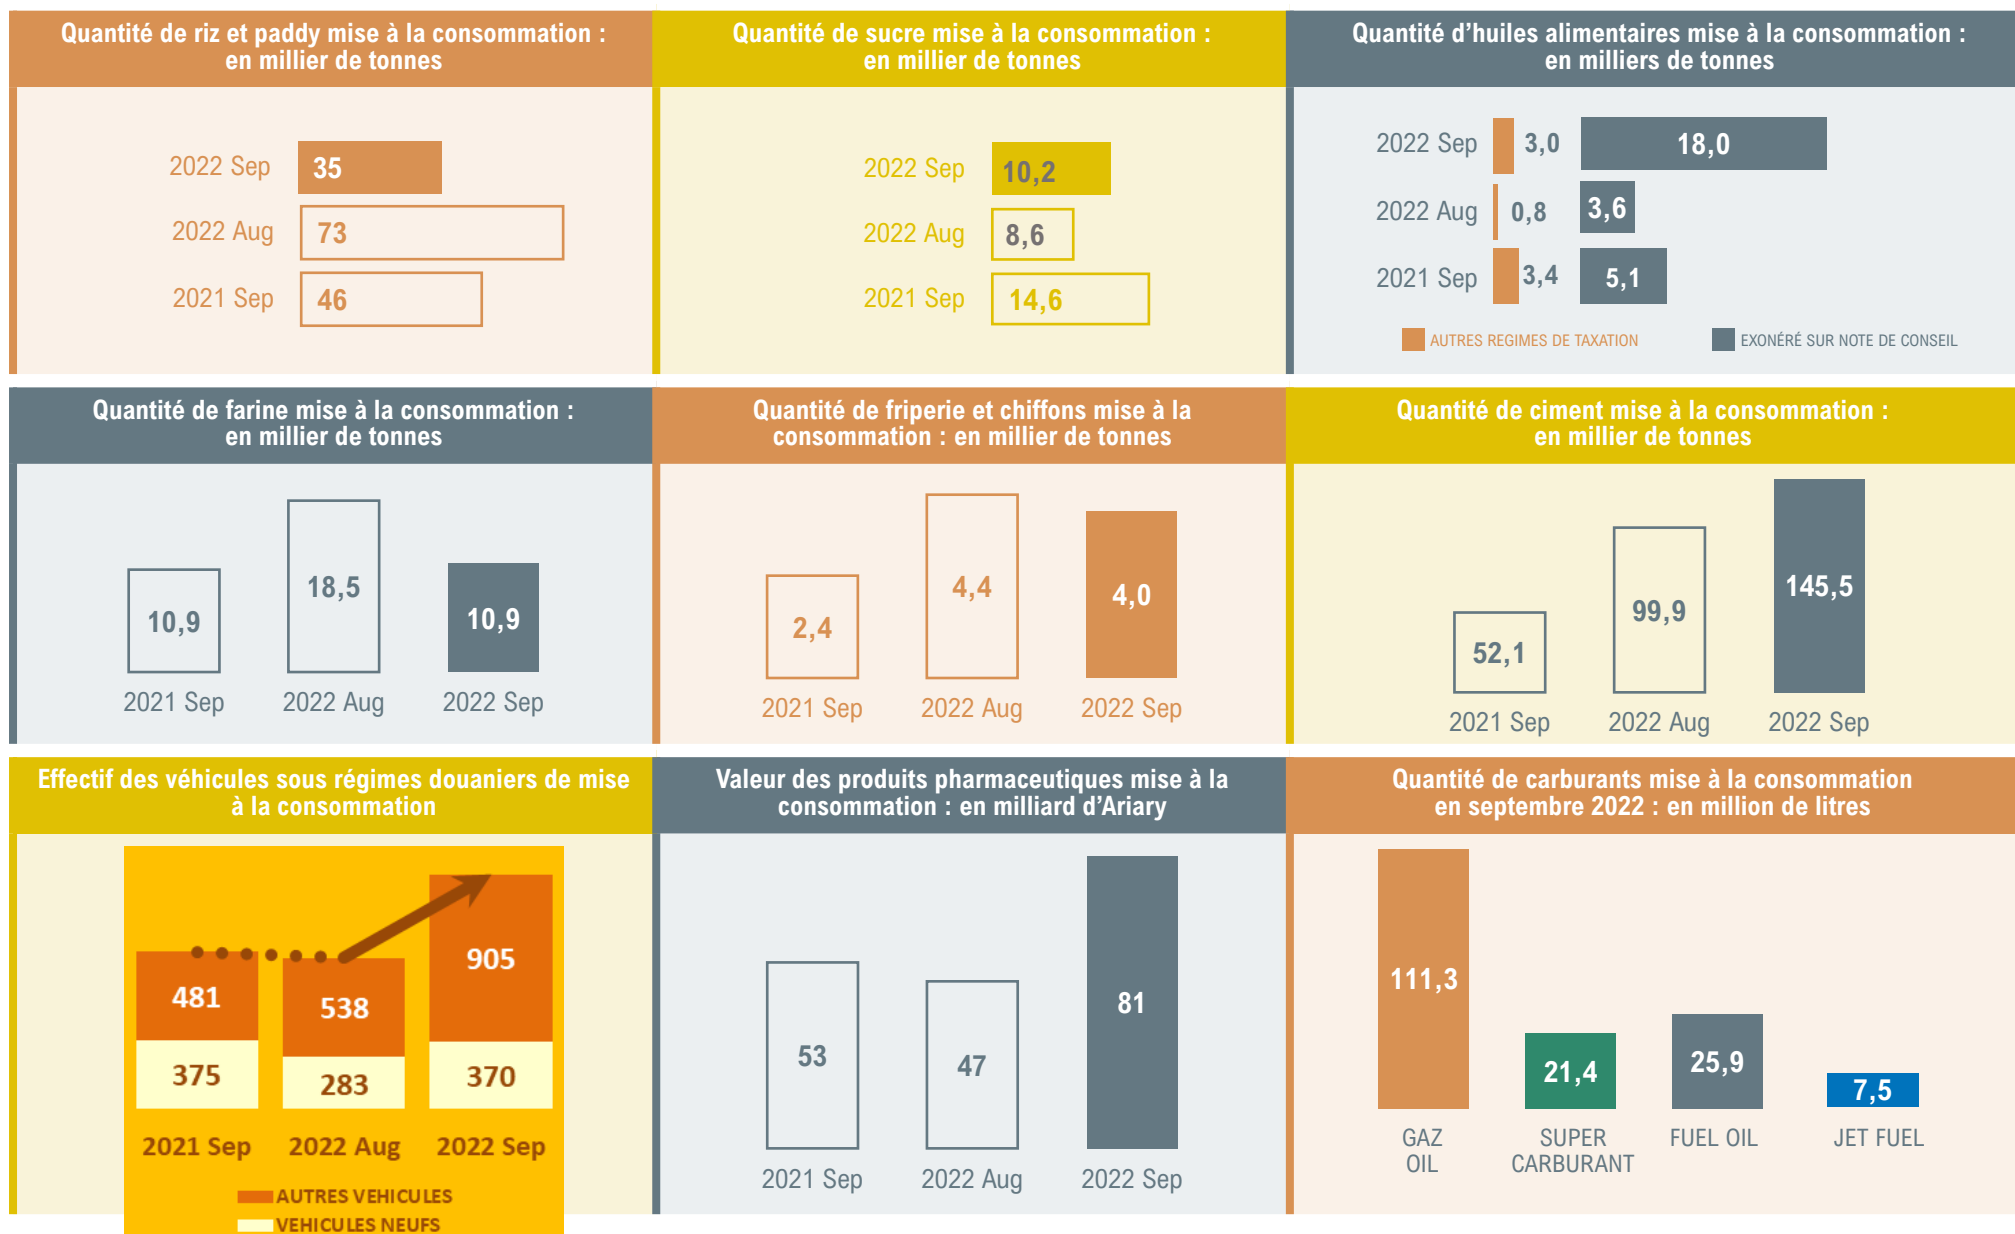 Quantité de riz et paddy mise à la consommation :
en millier de tonnes
2022 Sep 35
2022 Aug 73
2021 Sep 46
Quantité de sucre mise à la consommation :
en millier de tonnes
2022 Sep 10,2
2022 Aug 8,6
2021 Sep 14,6
Quantité d'huiles alimentaires mise à la consommation :
en milliers de tonnes
2022 Sep 3,0 18,0
2022 Aug 0,8 3,6
2021 Sep 3,4 5,1
AUTRES REGIMES DE TAXATION EXONÉRÉ SUR NOTE DE CONSEIL
Quantité de farine mise à la consommation :
en millier de tonnes
10,9 18,5 10,9
2021 Sep 2022 Aug 2022 Sep
Quantité de friperie et chiffons mise à la
consommation : en millier de tonnes
2,4 4,4 4,0
2021 Sep 2022 Aug 2022 Sep
Quantité de ciment mise à la consommation :
en millier de tonnes
52,1 99,9 145,5
2021 Sep 2022 Aug 2022 Sep
Effectif des véhicules sous régimes douaniers de mise
à la consommation
481 538 905
375 283 370
2021 Sep 2022 Aug 2022 Sep
AUTRES VEHICULES
VEHICULES NEUFS
Valeur des produits pharmaceutiques mise à la
consommation : en milliard d'Ariary
53 47 81
2021 Sep 2022 Aug 2022 Sep
Quantité de carburants mise à la consommation
en septembre 2022 : en million de litres
111,3 21,4 25,9 7,5
GAZ SUPER FUEL OIL JET FUEL
OIL CARBURANT